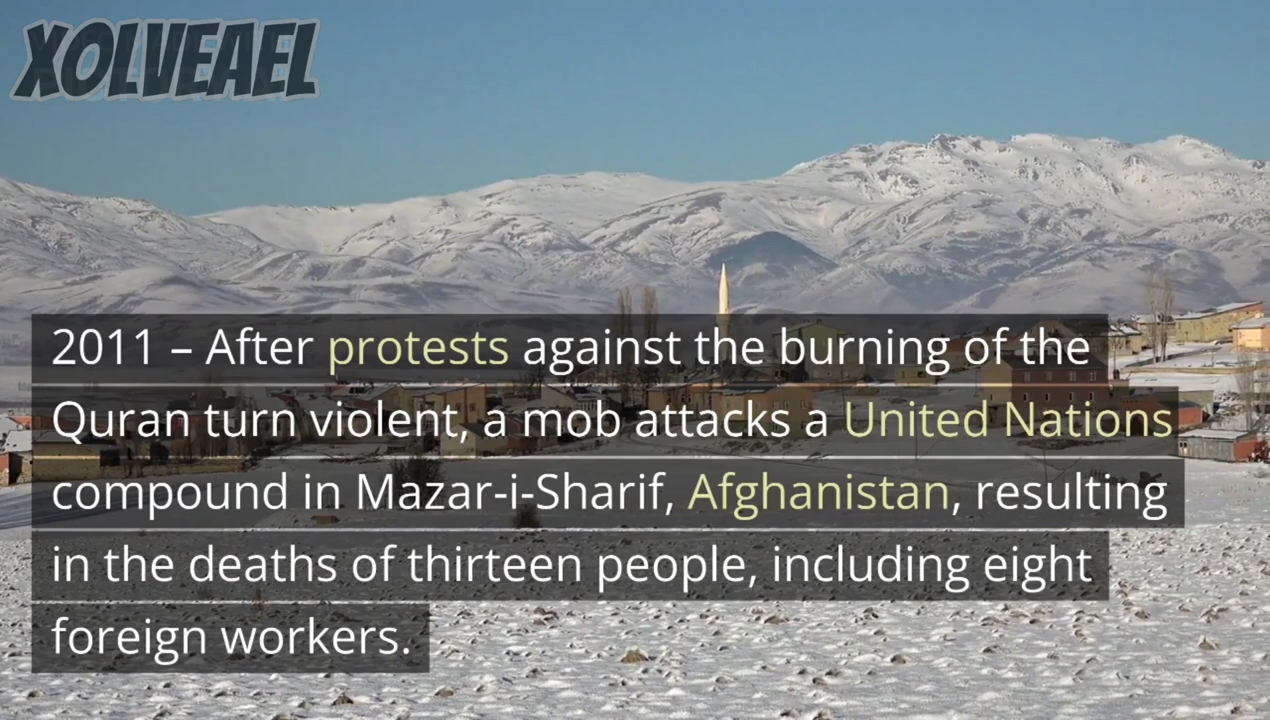 XOLVEAEL
2011 – After protests against the burning of the
Quran turn violent, a mob attacks a United Nations
compound in Mazar-i-Sharif, Afghanistan, resulting
in the deaths of thirteen people, including eight
foreign workers.